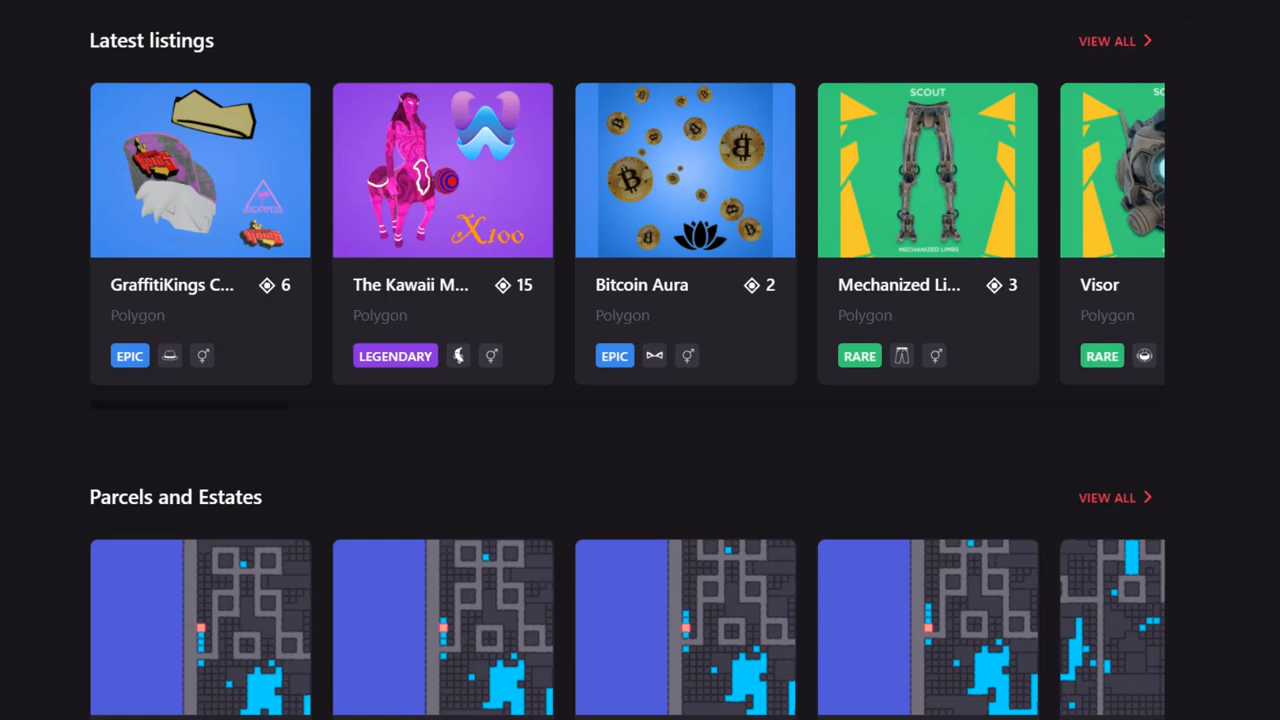 Latest listings
VIEW ALL
SCOUT
X100
MECHANIZED LIMBS
GraffitiKings C... 6
The Kawaii M... 15
Bitcoin Aura 2
Mechanized Li... 3
Visor
Polygon
Polygon
Polygon
Polygon
Polygon
EPIC
LEGENDARY
EPIC
RARE
RARE
Parcels and Estates
VIEW ALL